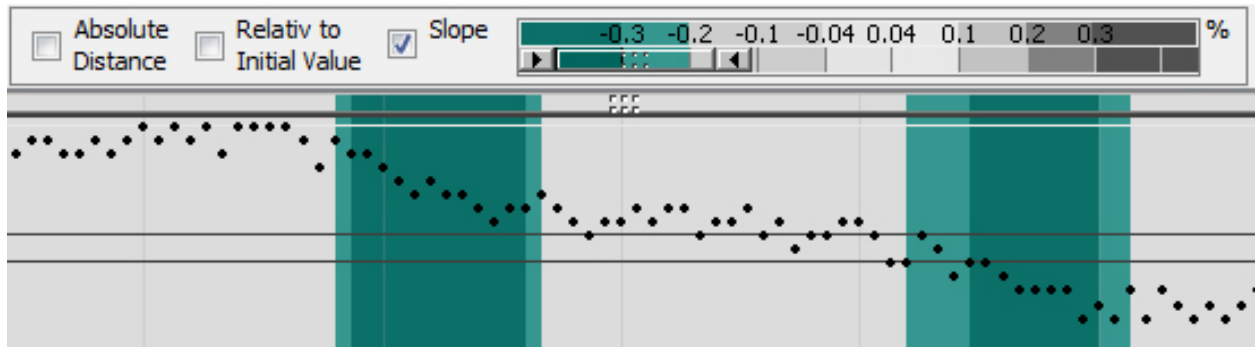 Absolute
Distance
Relativ to
Initial Value
Slope
-0.3 -0.2 -0.1 -0.04 0.04 0.1 0.2 0.3 %